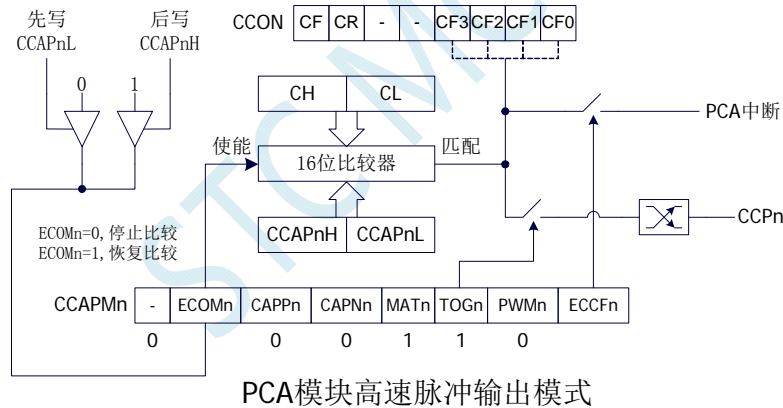 先写 后写 CCON CF CR - - CF3 CF2 CF1 CF0
CCAPnL CCAPnH
0 1
CH CL
PCA中断
使能 16位比较器 匹配
CCPn
CCAPnH CCAPnL
ECOMn=0,停止比较
ECOMn=1,恢复比较
CCAPMn - ECOMn CAPPn CAPNn MATn TOGn PWMn ECCFn
0 0 0 1 1 0
PCA模块高速脉冲输出模式
STC MC